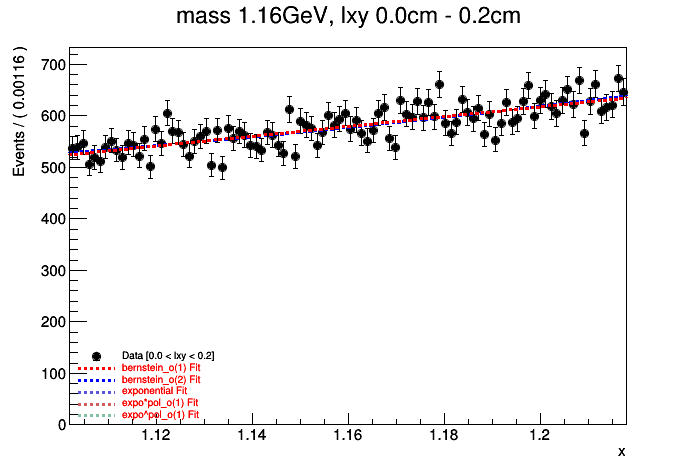 mass 1.16GeV, lxy 0.0cm - 0.2cm
Events / ( 0.00116 )
700
600
500
400
300
200
100
0
Data [0.0 < lxy < 0.2]
bernstein_o(1) Fit
bernstein_o(2) Fit
exponential Fit
expo*pol_o(1) Fit
expo^pol_o(1) Fit
1.12 1.14 1.16 1.18 1.2
x